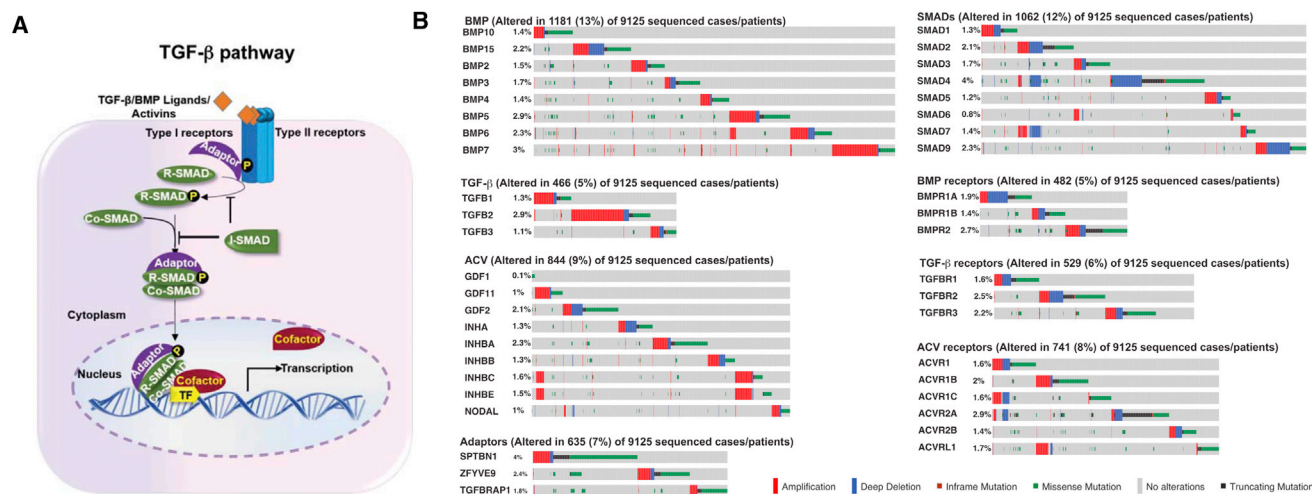 A
TGF-β pathway
TGF-β/BMP Ligands/
Activins
Type I receptors
Type II receptors
Adaptor
P
R-SMAD
R-SMAD P
Co-SMAD
I-SMAD
Adaptor
R-SMAD P
Co-SMAD
Cytoplasm
Cofactor
Adaptor
P
R-SMAD
Co-SMAD
Nucleus
Cofactor
TF
Transcription
B
BMP (Altered in 1181 (13%) of 9125 sequenced cases/patients)
BMP10 1.4%
BMP15 2.2%
BMP2 1.5%
BMP3 1.7%
BMP4 1.4%
BMP5 2.9%
BMP6 2.3%
BMP7 3%
TGF-β (Altered in 466 (5%) of 9125 sequenced cases/patients)
TGFB1 1.3%
TGFB2 2.9%
TGFB3 1.1%
ACV (Altered in 844 (9%) of 9125 sequenced cases/patients)
GDF1 0.1%
GDF11 1%
GDF2 2.1%
INHA 1.3%
INHBA 2.3%
INHBB 1.3%
INHBC 1.6%
INHBE 1.5%
NODAL 1%
Adaptors (Altered in 635 (7%) of 9125 sequenced cases/patients)
SPTBN1 4%
ZFYVE9 2.4%
TGFBRAP1 1.8%
SMADs (Altered in 1062 (12%) of 9125 sequenced cases/patients)
SMAD1 1.3%
SMAD2 2.1%
SMAD3 1.7%
SMAD4 4%
SMAD5 1.2%
SMAD6 0.8%
SMAD7 1.4%
SMAD9 2.3%
BMP receptors (Altered in 482 (5%) of 9125 sequenced cases/patients)
BMPR1A 1.9%
BMPR1B 1.4%
BMPR2 2.7%
TGF-β receptors (Altered in 529 (6%) of 9125 sequenced cases/patients)
TGFBR1 1.6%
TGFBR2 2.5%
TGFBR3 2.2%
ACV receptors (Altered in 741 (8%) of 9125 sequenced cases/patients)
ACVR1 1.6%
ACVR1B 2%
ACVR1C 1.6%
ACVR2A 2.9%
ACVR2B 1.4%
ACVRL1 1.7%
Amplification Deep Deletion Inframe Mutation Missense Mutation No alterations Truncating Mutation